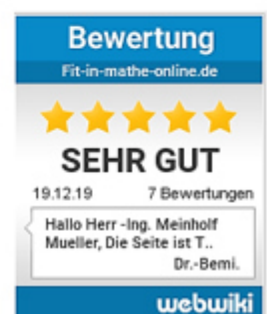 Bewertung
Fit-in-mathe-online.de
SEHR GUT
19.12.19 7 Bewertungen
Hallo Herr -Ing. Meinholf
Mueller, Die Seite ist T..
Dr.-Bemi.
webwiki